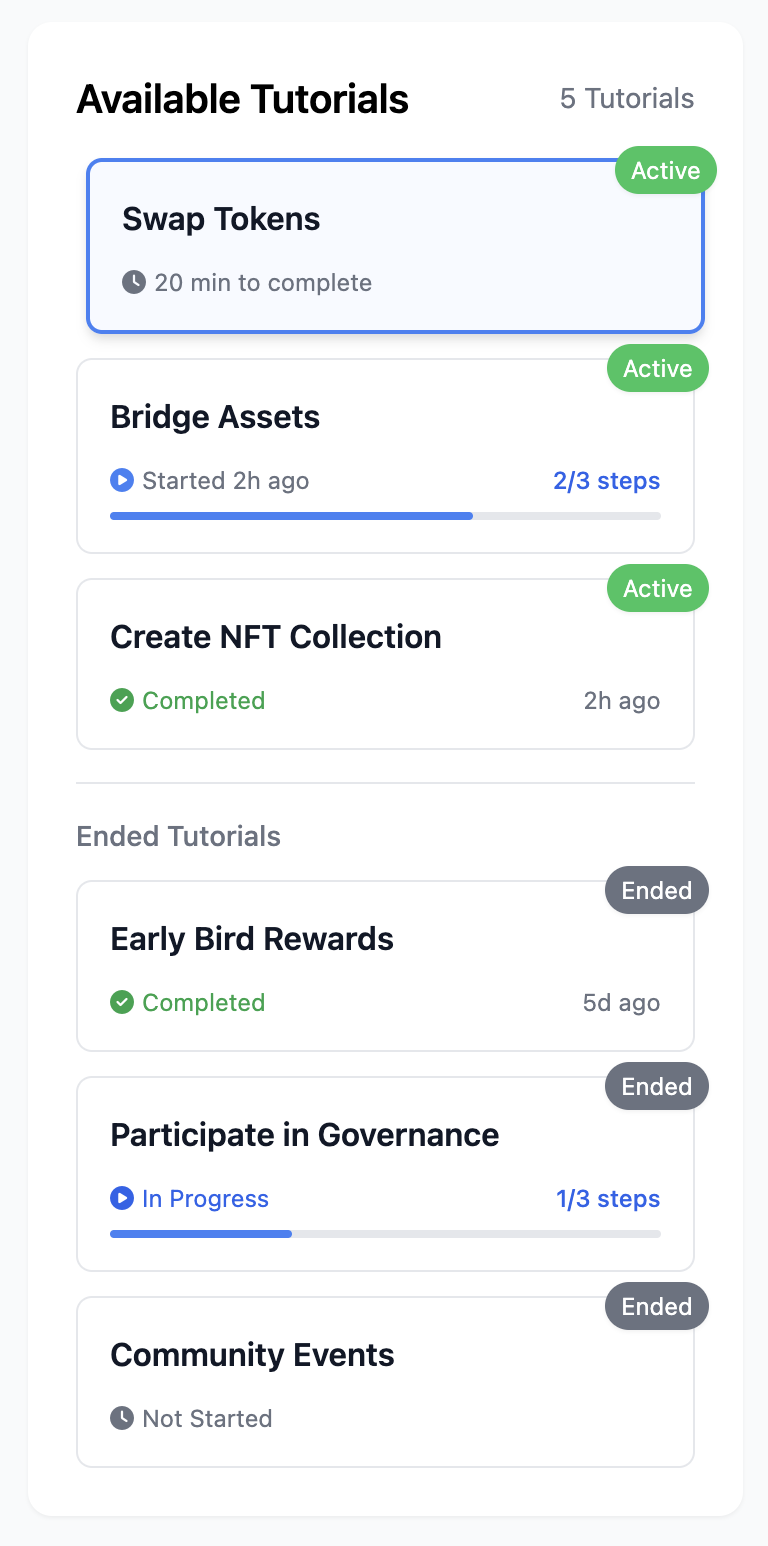 Available Tutorials
5 Tutorials
Active
Swap Tokens
20 min to complete
Active
Bridge Assets
Started 2h ago
2/3 steps
Active
Create NFT Collection
Completed
2h ago
Ended Tutorials
Ended
Early Bird Rewards
Completed
5d ago
Ended
Participate in Governance
In Progress
1/3 steps
Ended
Community Events
Not Started